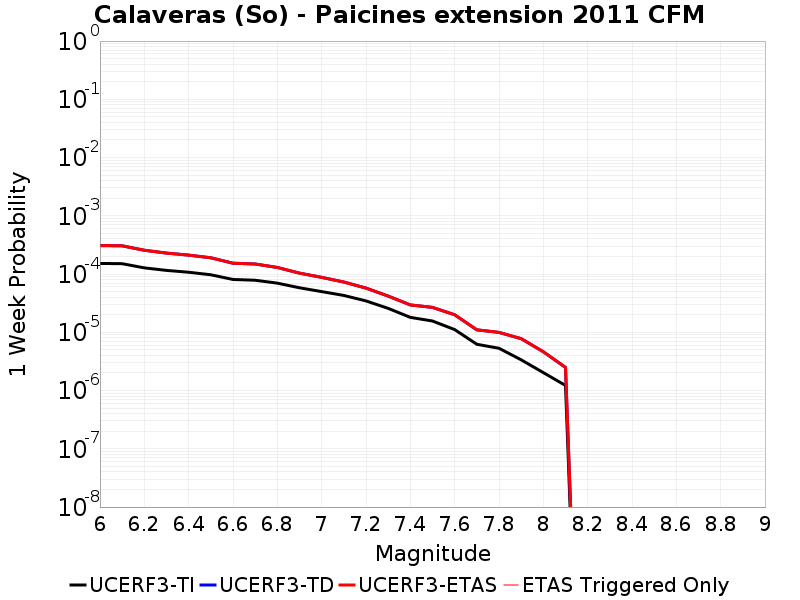 Calaveras (So) - Paicines extension 2011 CFM
1 Week Probability
10^0
10^-1
10^-2
10^-3
10^-4
10^-5
10^-6
10^-7
10^-8
6 6.2 6.4 6.6 6.8 7 7.2 7.4 7.6 7.8 8 8.2 8.4 8.6 8.8 9
Magnitude
UCERF3-TI UCERF3-TD UCERF3-ETAS ETAS Triggered Only